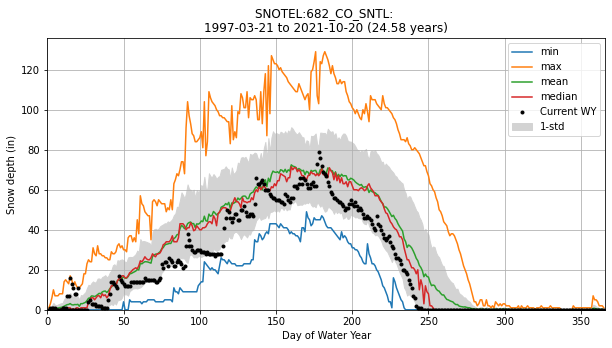 SNOTEL:682_CO_SNTL:
1997-03-21 to 2021-10-20 (24.58 years)
min
max
mean
median
Current WY
1-std
Snow depth (in)
120
100
80
60
40
20
0
0 50 100 150 200 250 300 350
Day of Water Year